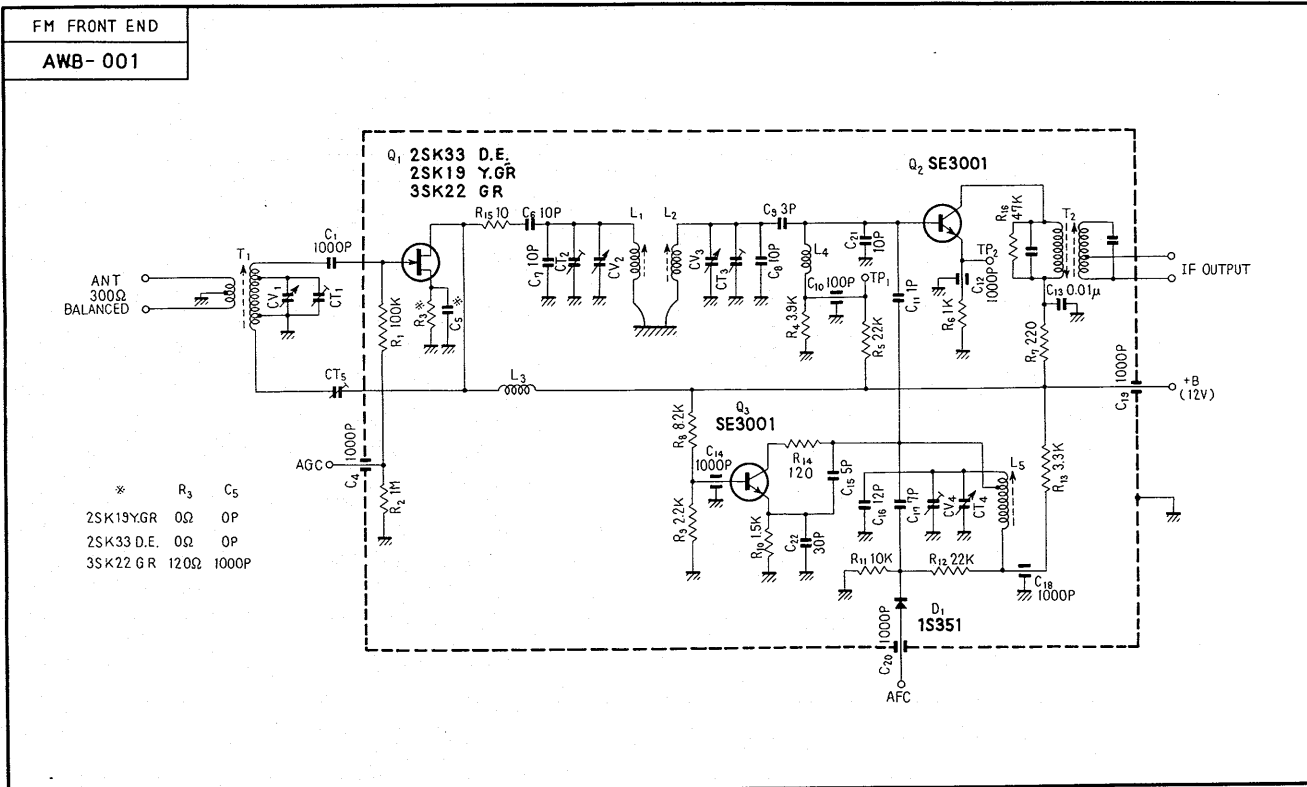 FM FRONT END
AWB-001
Q1 2SK33 D.E.
2SK19 Y.GR
3SK22 GR
Q2 SE3001
R15 10
C6 10P
L1
L2
C9 3P
R16 47K
T2
C1
1000P
T1
ANT
300Ω
BALANCED
CV1
CT1
R1 100K
R3 ※
C5 ※
C7 10P
CT2
CV2
CV3
CT3
C8 10P
L4
C21
10P
TP2
C12
1000P
IF OUTPUT
C10 100P
TP1
C11 1P
C13 0.01μ
R4 3.9K
R5 22K
R6 1K
R7 220
CT5
L3
C19 1000P
+B
(12V)
AGC
C4 1000P
R2 1M
R8 8.2K
Q3
SE3001
C14
1000P
R14
120
C15 5P
L5
R13 3.3K
C16 12P
C17 7P
CV4
CT4
R9 2.2K
R10 1.5K
C22
30P
R11 10K
R12 22K
C18
1000P
D1
1S351
C20 1000P
AFC
※ R3 C5
2SK19Y.GR 0Ω 0P
2SK33 D.E. 0Ω 0P
3SK22 GR 120Ω 1000P